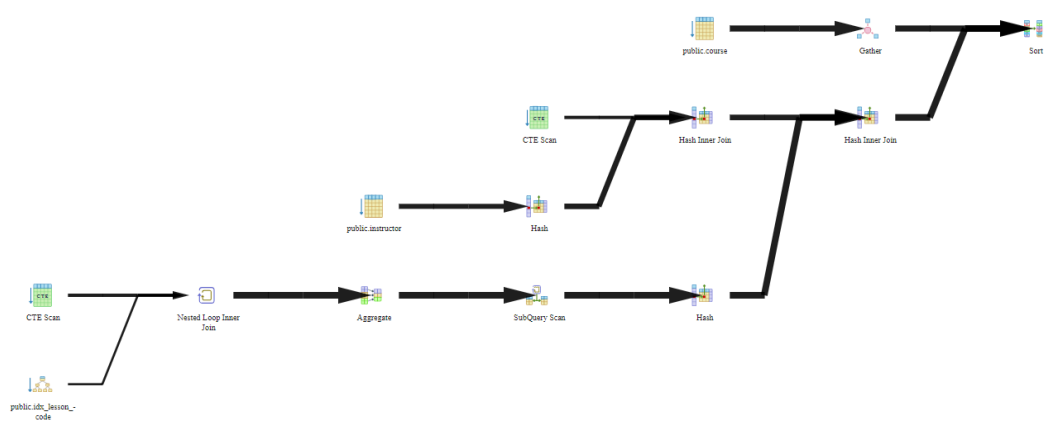 public.course
Gather
Sort
CTE
CTE Scan
Hash Inner Join
Hash Inner Join
public.instructor
Hash
CTE
CTE Scan
Nested Loop Inner
Join
Aggregate
SubQuery Scan
Hash
public.idx_lesson_-
code